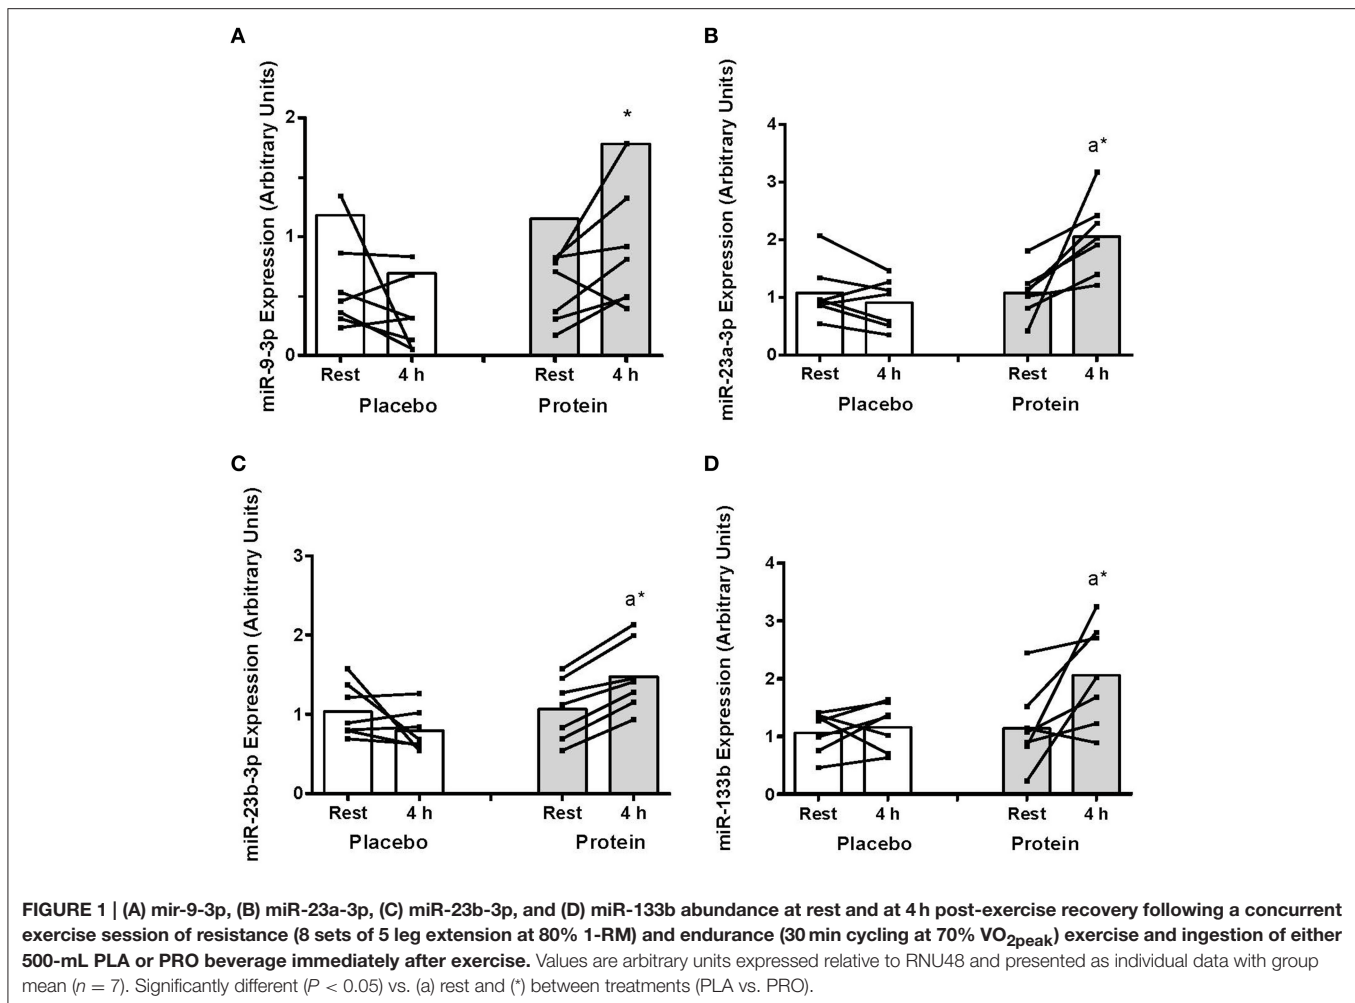 A
miR-9-3p Expression (Arbitrary Units)
2
1
0
*
Rest 4 h Rest 4 h
Placebo Protein
B
miR-23a-3p Expression (Arbitrary Units)
4
3
2
1
0
a*
Rest 4 h Rest 4 h
Placebo Protein
C
miR-23b-3p Expression (Arbitrary Units)
3
2
1
0
a*
Rest 4 h Rest 4 h
Placebo Protein
D
miR-133b Expression (Arbitrary Units)
4
3
2
1
0
a*
Rest 4 h Rest 4 h
Placebo Protein
FIGURE 1 | (A) mir-9-3p, (B) miR-23a-3p, (C) miR-23b-3p, and (D) miR-133b abundance at rest and at 4 h post-exercise recovery following a concurrent
exercise session of resistance (8 sets of 5 leg extension at 80% 1-RM) and endurance (30 min cycling at 70% VO2peak) exercise and ingestion of either
500-mL PLA or PRO beverage immediately after exercise. Values are arbitrary units expressed relative to RNU48 and presented as individual data with group
mean (n = 7). Significantly different (P < 0.05) vs. (a) rest and (*) between treatments (PLA vs. PRO).